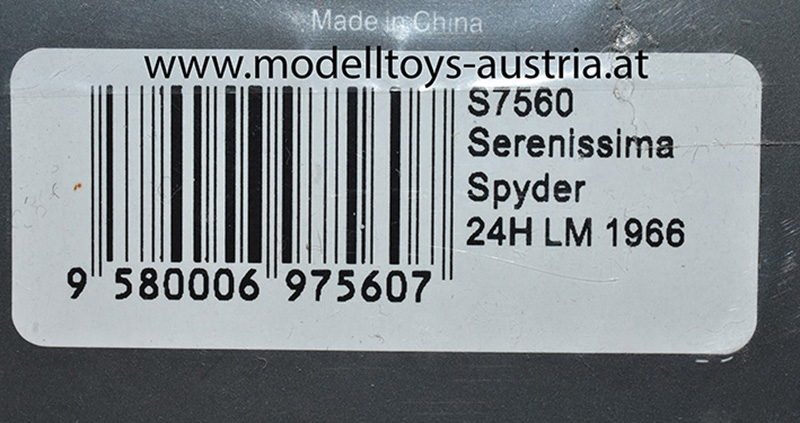 Made in China
www.modelltoys-austria.at
S7560
Serenissima
Spyder
24H LM 1966
9 580006 975607